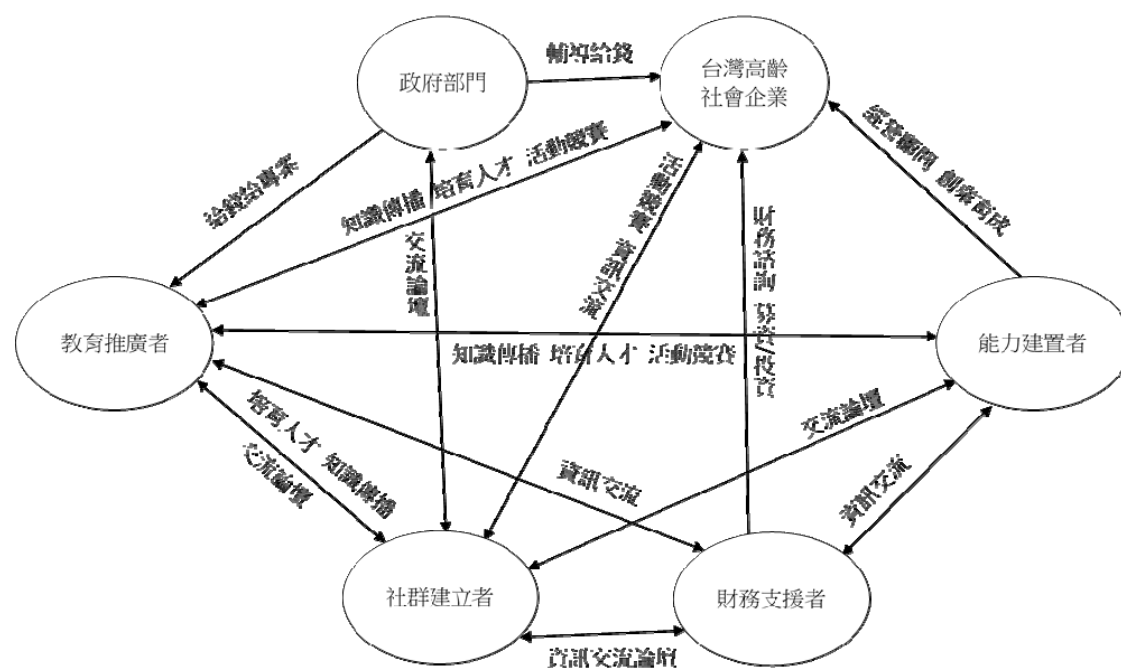 輔導給錢
政府部門
台灣高齡
社會企業
給錢給專案
知識傳播 培育人才 活動競賽
交流論壇
活動競賽 資訊交流
財務諮詢 募資/投資
經營顧問 創業育成
教育推廣者
能力建置者
知識傳播 培育人才 活動競賽
培育人才 知識傳播
交流論壇
資訊交流
交流論壇
資訊交流
社群建立者
財務支援者
資訊交流論壇